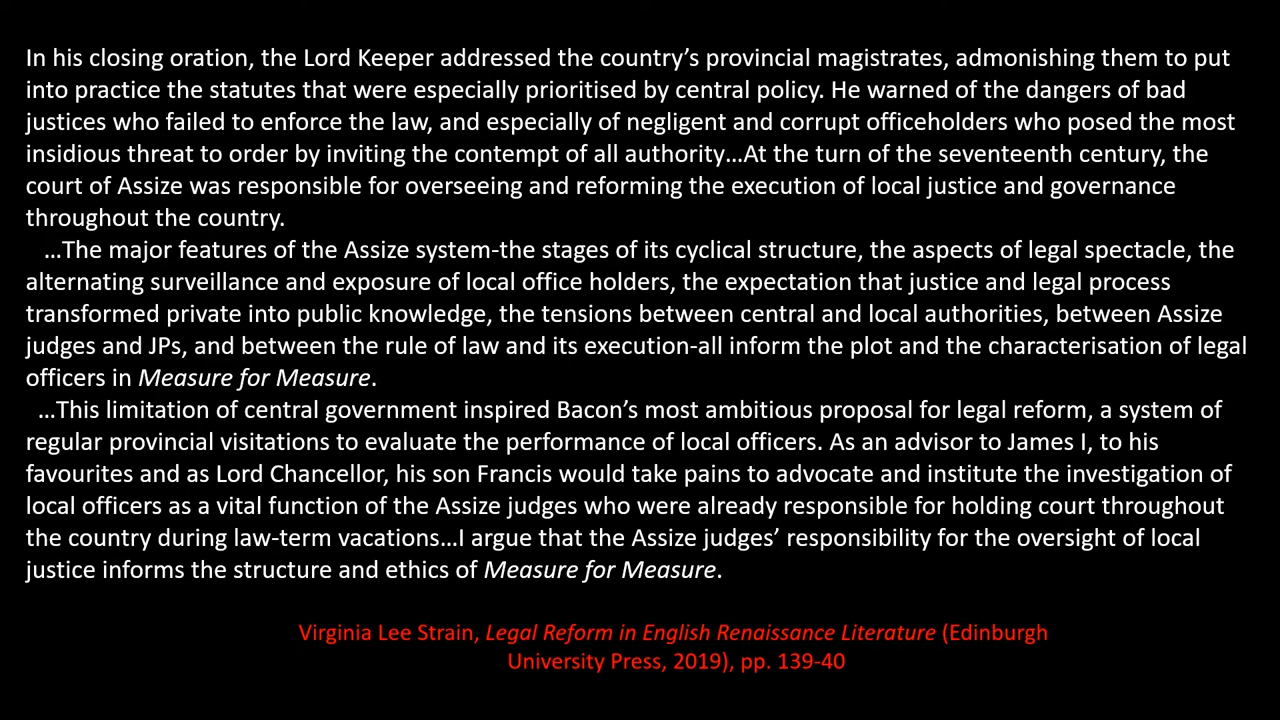 In his closing oration, the Lord Keeper addressed the country's provincial magistrates, admonishing them to put
into practice the statutes that were especially prioritised by central policy. He warned of the dangers of bad
justices who failed to enforce the law, and especially of negligent and corrupt officeholders who posed the most
insidious threat to order by inviting the contempt of all authority…At the turn of the seventeenth century, the
court of Assize was responsible for overseeing and reforming the execution of local justice and governance
throughout the country.
…The major features of the Assize system-the stages of its cyclical structure, the aspects of legal spectacle, the
alternating surveillance and exposure of local office holders, the expectation that justice and legal process
transformed private into public knowledge, the tensions between central and local authorities, between Assize
judges and JPs, and between the rule of law and its execution-all inform the plot and the characterisation of legal
officers in Measure for Measure.
…This limitation of central government inspired Bacon's most ambitious proposal for legal reform, a system of
regular provincial visitations to evaluate the performance of local officers. As an advisor to James I, to his
favourites and as Lord Chancellor, his son Francis would take pains to advocate and institute the investigation of
local officers as a vital function of the Assize judges who were already responsible for holding court throughout
the country during law-term vacations…I argue that the Assize judges' responsibility for the oversight of local
justice informs the structure and ethics of Measure for Measure.
Virginia Lee Strain, Legal Reform in English Renaissance Literature (Edinburgh
University Press, 2019), pp. 139-40